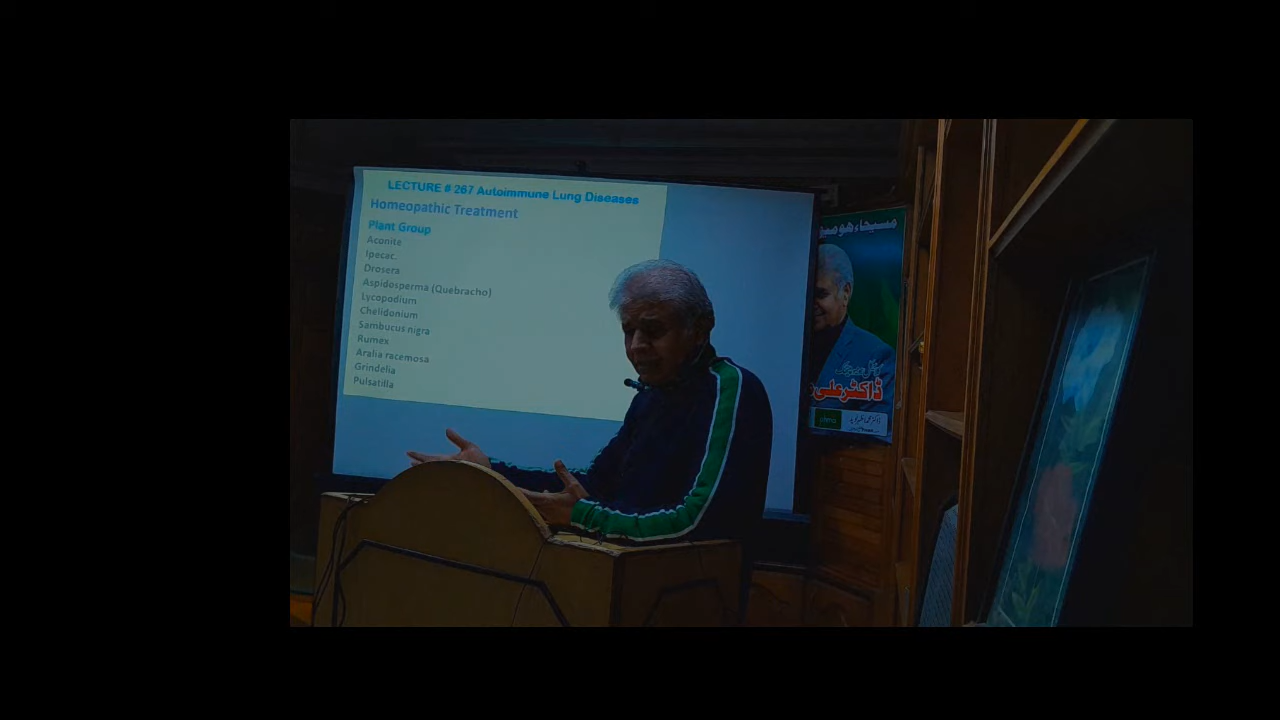 LECTURE # 267 Autoimmune Lung Diseases
Homeopathic Treatment
Plant Group
Aconite
Ipecac.
Drosera
Aspidosperma (Quebracho)
Lycopodium
Chelidonium
Sambucus nigra
Rumex
Aralia racemosa
Grindelia
Pulsatilla
مسیحاء ھومیو
ڈاکٹر علی